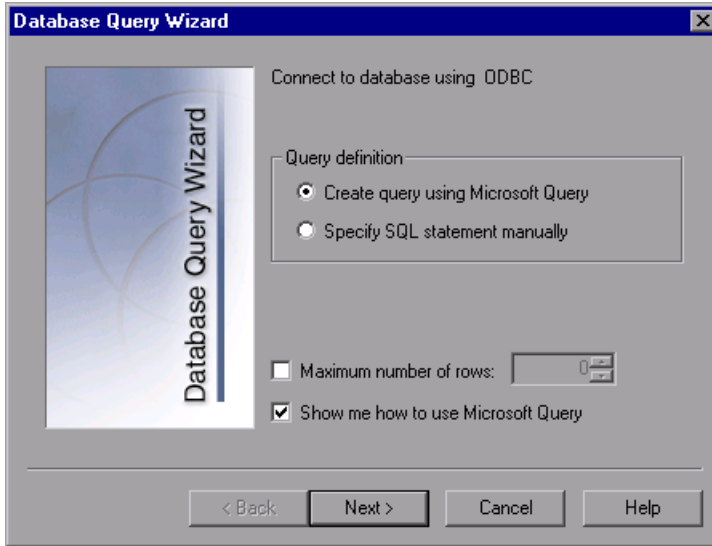 Database Query Wizard
Database Query Wizard
Connect to database using ODBC
Query definition
Create query using Microsoft Query
Specify SQL statement manually
Maximum number of rows: 0
Show me how to use Microsoft Query
< Back Next > Cancel Help